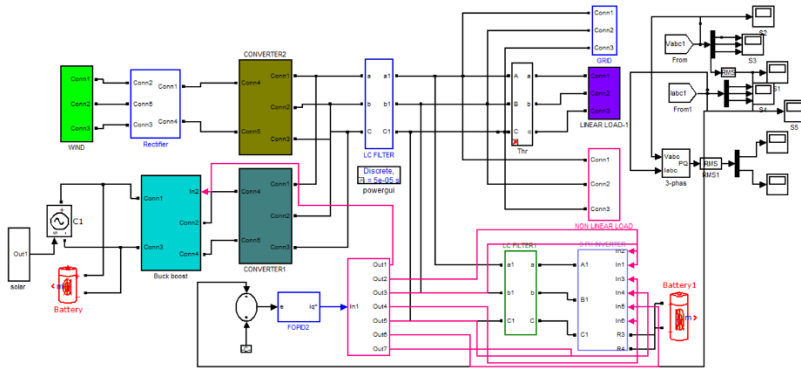 Conn1
Conn2
Conn3
WIND
Conn2
Conn5
Conn3
Conn1
Conn4
Rectifier
CONVERTER2
Conn4
Conn5
Conn1
Conn2
Conn3
a
b
C
a1
b1
C1
LC FILTER
Discrete,
= 5e-05 s
powergui
A
B
C
a
b
c
Thr
Conn1
Conn2
Conn3
GRID
Conn1
Conn2
Conn3
LINEAR LOAD-1
Conn1
Conn2
Conn3
NON LINEAR LOAD
Vabc1
From
Iabc1
From1
RMS
S2
S3
S1
S4
S5
Vabc
Iabc
PQ
3-phas
RMS
RMS1
Out1
solar
C1
m
Battery
Conn1
Conn3
In2
Conn2
Conn4
Buck boost
Conn4
Conn5
Conn1
Conn2
Conn3
CONVERTER1
e
iq*
FOPID2
In1
Out1
Out2
Out3
Out4
Out5
Out6
Out7
LC FILTER1
a1
b1
C1
a
b
C
A1
B1
C1
In2
In1
In3
In4
In5
In6
R3
R4
Battery1
m